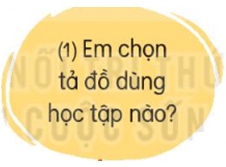 (1) Em chọn
tả đồ dùng
học tập nào?